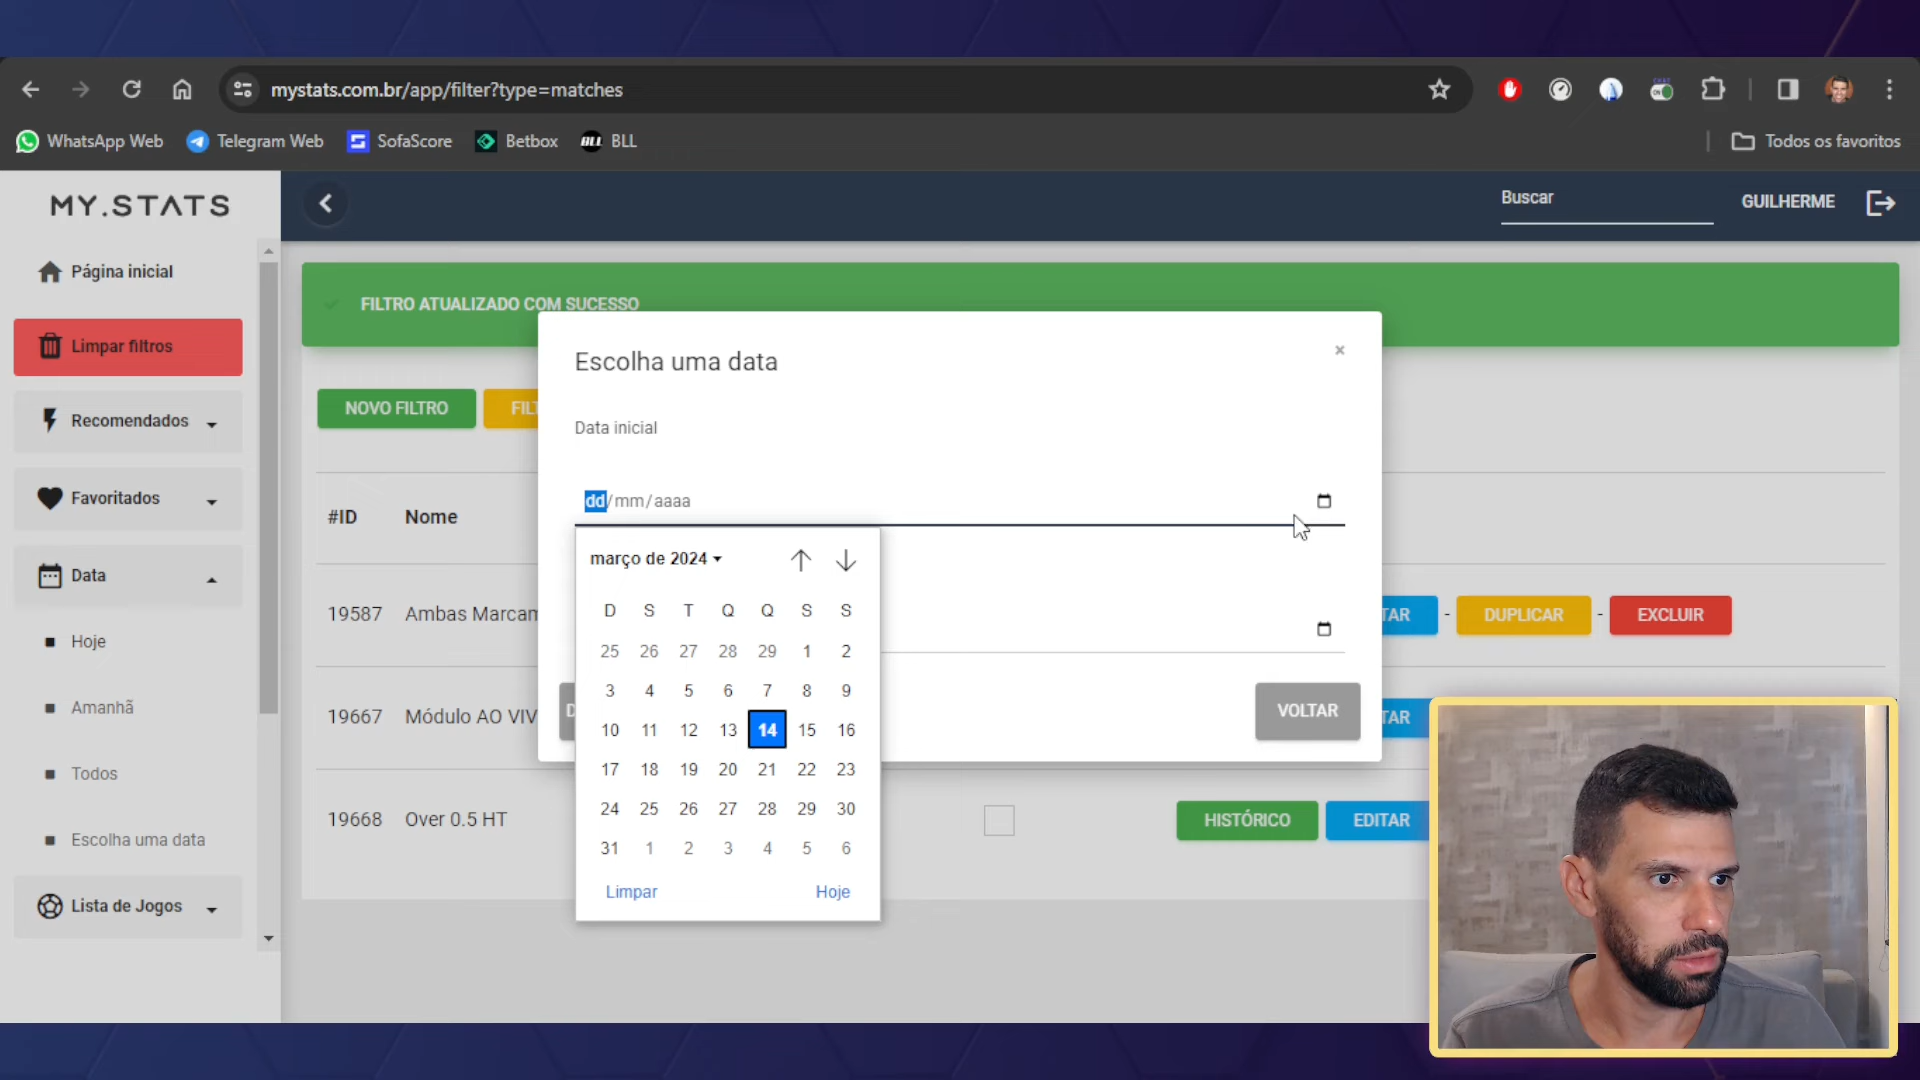 mystats.com.br/app/filter?type=matches
WhatsApp Web
Telegram Web
SofaScore
Betbox
BLL BLL
Todos os favoritos
MY.STATS
Buscar
GUILHERME
Página inicial
Limpar filtros
Recomendados
Favoritados
Data
Hoje
Amanhã
Todos
Escolha uma data
Lista de Jogos
FILTRO ATUALIZADO COM SUCESSO
NOVO FILTRO
#ID Nome
19587 Ambas Marcam
TAR - DUPLICAR - EXCLUIR
19667 Módulo AO VIV
TAR
19668 Over 0.5 HT
HISTÓRICO
EDITAR
Escolha uma data
×
Data inicial
dd/mm/aaaa
março de 2024
D S T Q Q S S
25 26 27 28 29 1 2
3 4 5 6 7 8 9
10 11 12 13 14 15 16
17 18 19 20 21 22 23
24 25 26 27 28 29 30
31 1 2 3 4 5 6
Limpar Hoje
VOLTAR